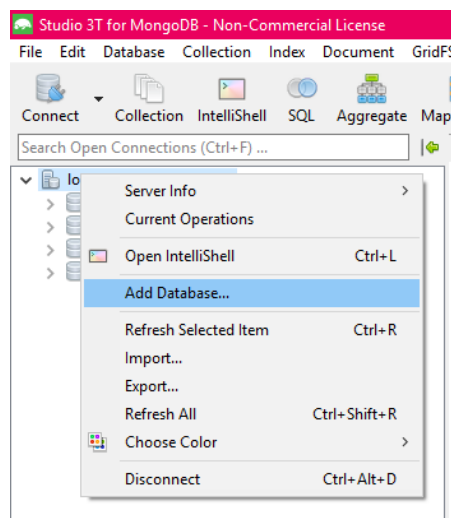 Studio 3T for MongoDB - Non-Commercial License
File Edit Database Collection Index Document GridFS
Connect Collection IntelliShell SQL Aggregate Map
Search Open Connections (Ctrl+F) ...
lo
Server Info
Current Operations
Open IntelliShell Ctrl+L
Add Database...
Refresh Selected Item Ctrl+R
Import...
Export...
Refresh All Ctrl+Shift+R
Choose Color
Disconnect Ctrl+Alt+D